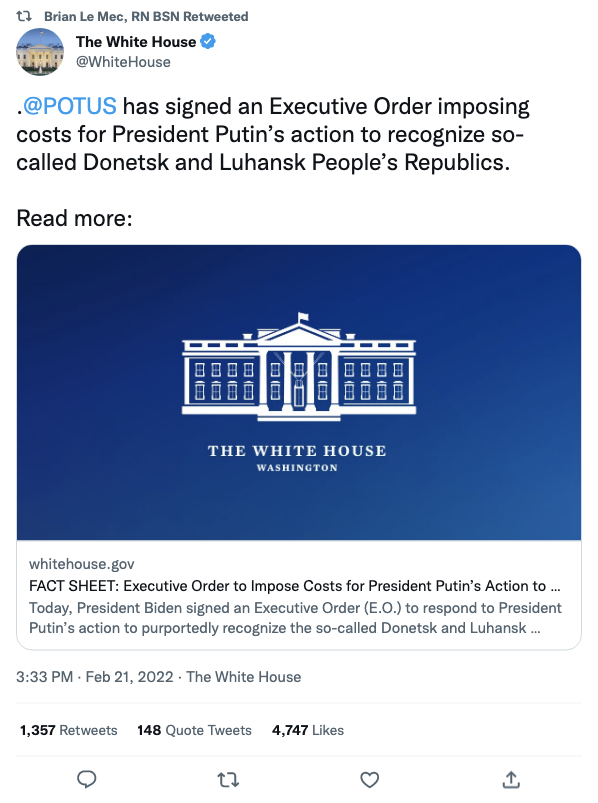 Brian Le Mec, RN BSN Retweeted
The White House
@WhiteHouse
.@POTUS has signed an Executive Order imposing
costs for President Putin’s action to recognize so-
called Donetsk and Luhansk People’s Republics.
Read more:
THE WHITE HOUSE
WASHINGTON
whitehouse.gov
FACT SHEET: Executive Order to Impose Costs for President Putin’s Action to ...
Today, President Biden signed an Executive Order (E.O.) to respond to President
Putin’s action to purportedly recognize the so-called Donetsk and Luhansk ...
3:33 PM · Feb 21, 2022 · The White House
1,357 Retweets 148 Quote Tweets 4,747 Likes